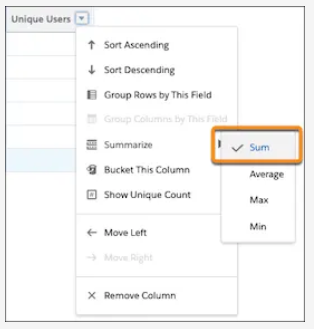 Unique Users
Sort Ascending
Sort Descending
Group Rows by This Field
Group Columns by This Field
Summarize
Bucket This Column
Show Unique Count
Move Left
Move Right
Remove Column
Sum
Average
Max
Min